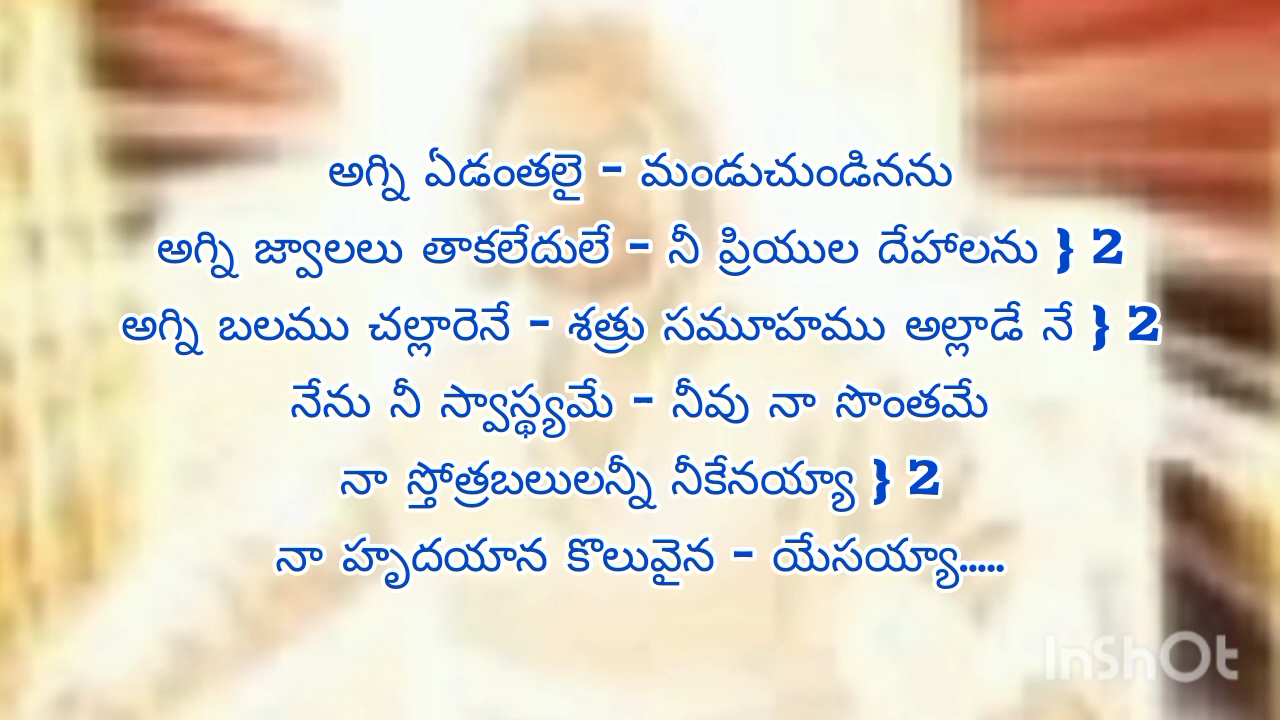 అగ్ని ఏడంతలై - మండుచుండినను
అగ్ని జ్వాలలు తాకలేదులే - నీ ప్రియుల దేహాలను } 2
అగ్ని బలము చల్లారెనే - శత్రు సమూహము అల్లాడే నే } 2
నేను నీ స్వాస్థ్యమే - నీవు నా సొంతమే
నా స్తోత్రబలులన్నీ నీకేనయ్యా } 2
నా హృదయాన కొలువైన - యేసయ్యా.....
InShOt